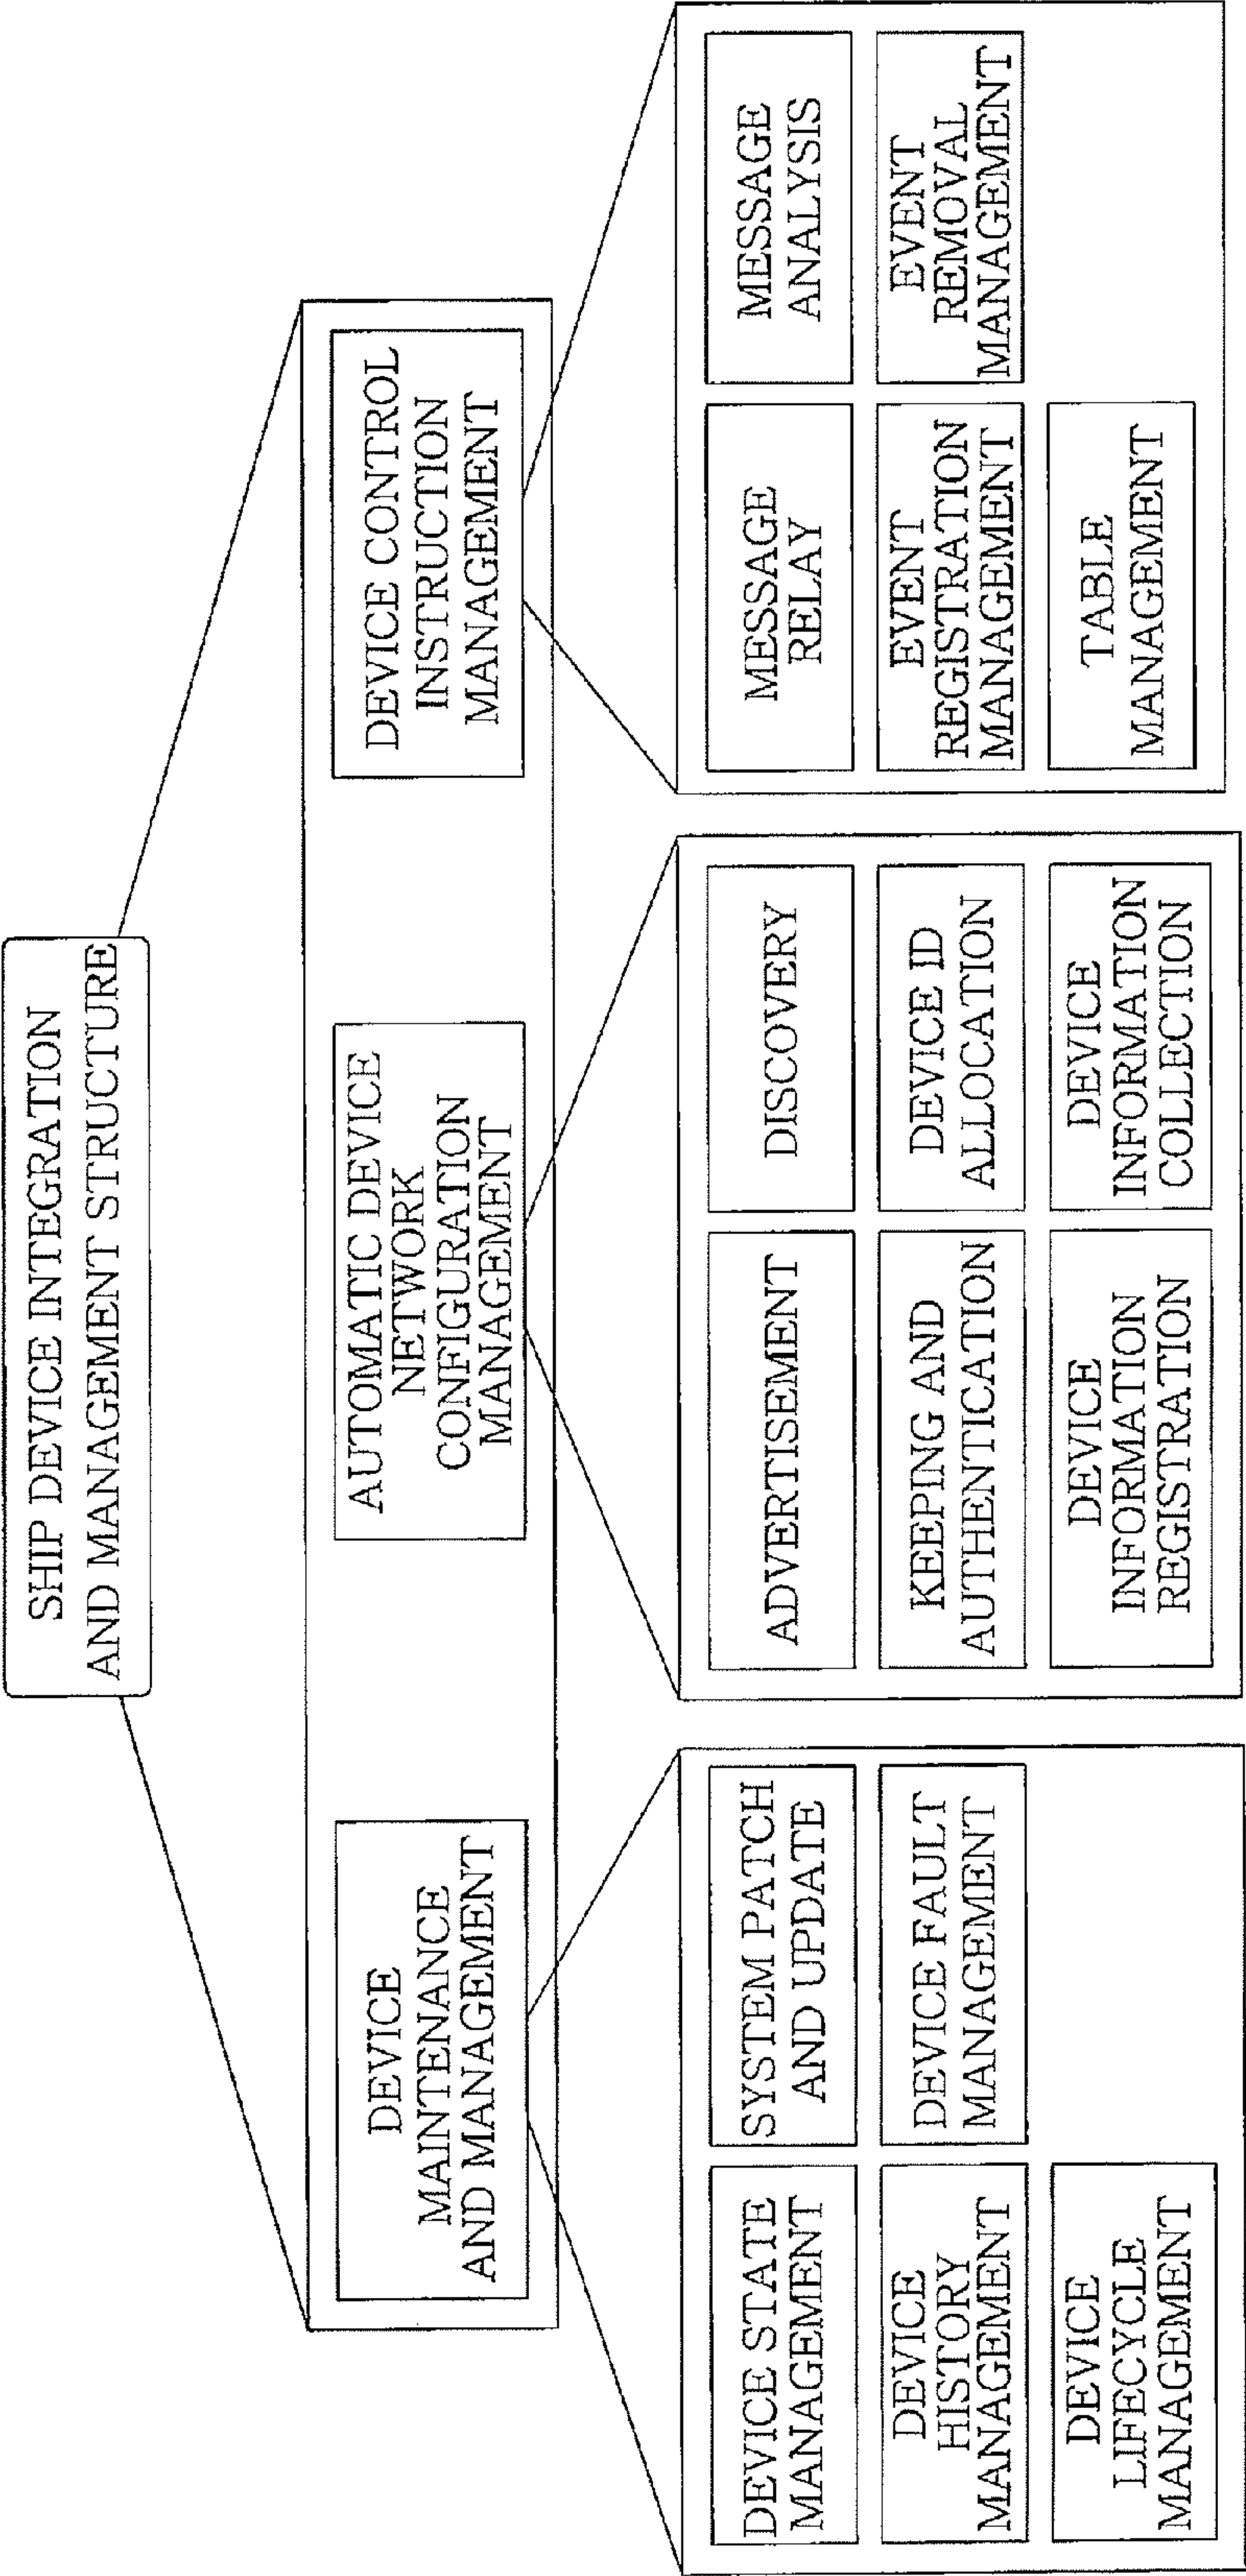 SHIP DEVICE INTEGRATION
AND MANAGEMENT STRUCTURE
DEVICE
MAINTENANCE
AND MANAGEMENT
AUTOMATIC DEVICE
NETWORK
CONFIGURATION
MANAGEMENT
DEVICE CONTROL
INSTRUCTION
MANAGEMENT
DEVICE STATE
MANAGEMENT
SYSTEM PATCH
AND UPDATE
DEVICE
HISTORY
MANAGEMENT
DEVICE FAULT
MANAGEMENT
DEVICE
LIFECYCLE
MANAGEMENT
ADVERTISEMENT
DISCOVERY
KEEPING AND
AUTHENTICATION
DEVICE ID
ALLOCATION
DEVICE
INFORMATION
REGISTRATION
DEVICE
INFORMATION
COLLECTION
MESSAGE
RELAY
MESSAGE
ANALYSIS
EVENT
REGISTRATION
MANAGEMENT
EVENT
REMOVAL
MANAGEMENT
TABLE
MANAGEMENT